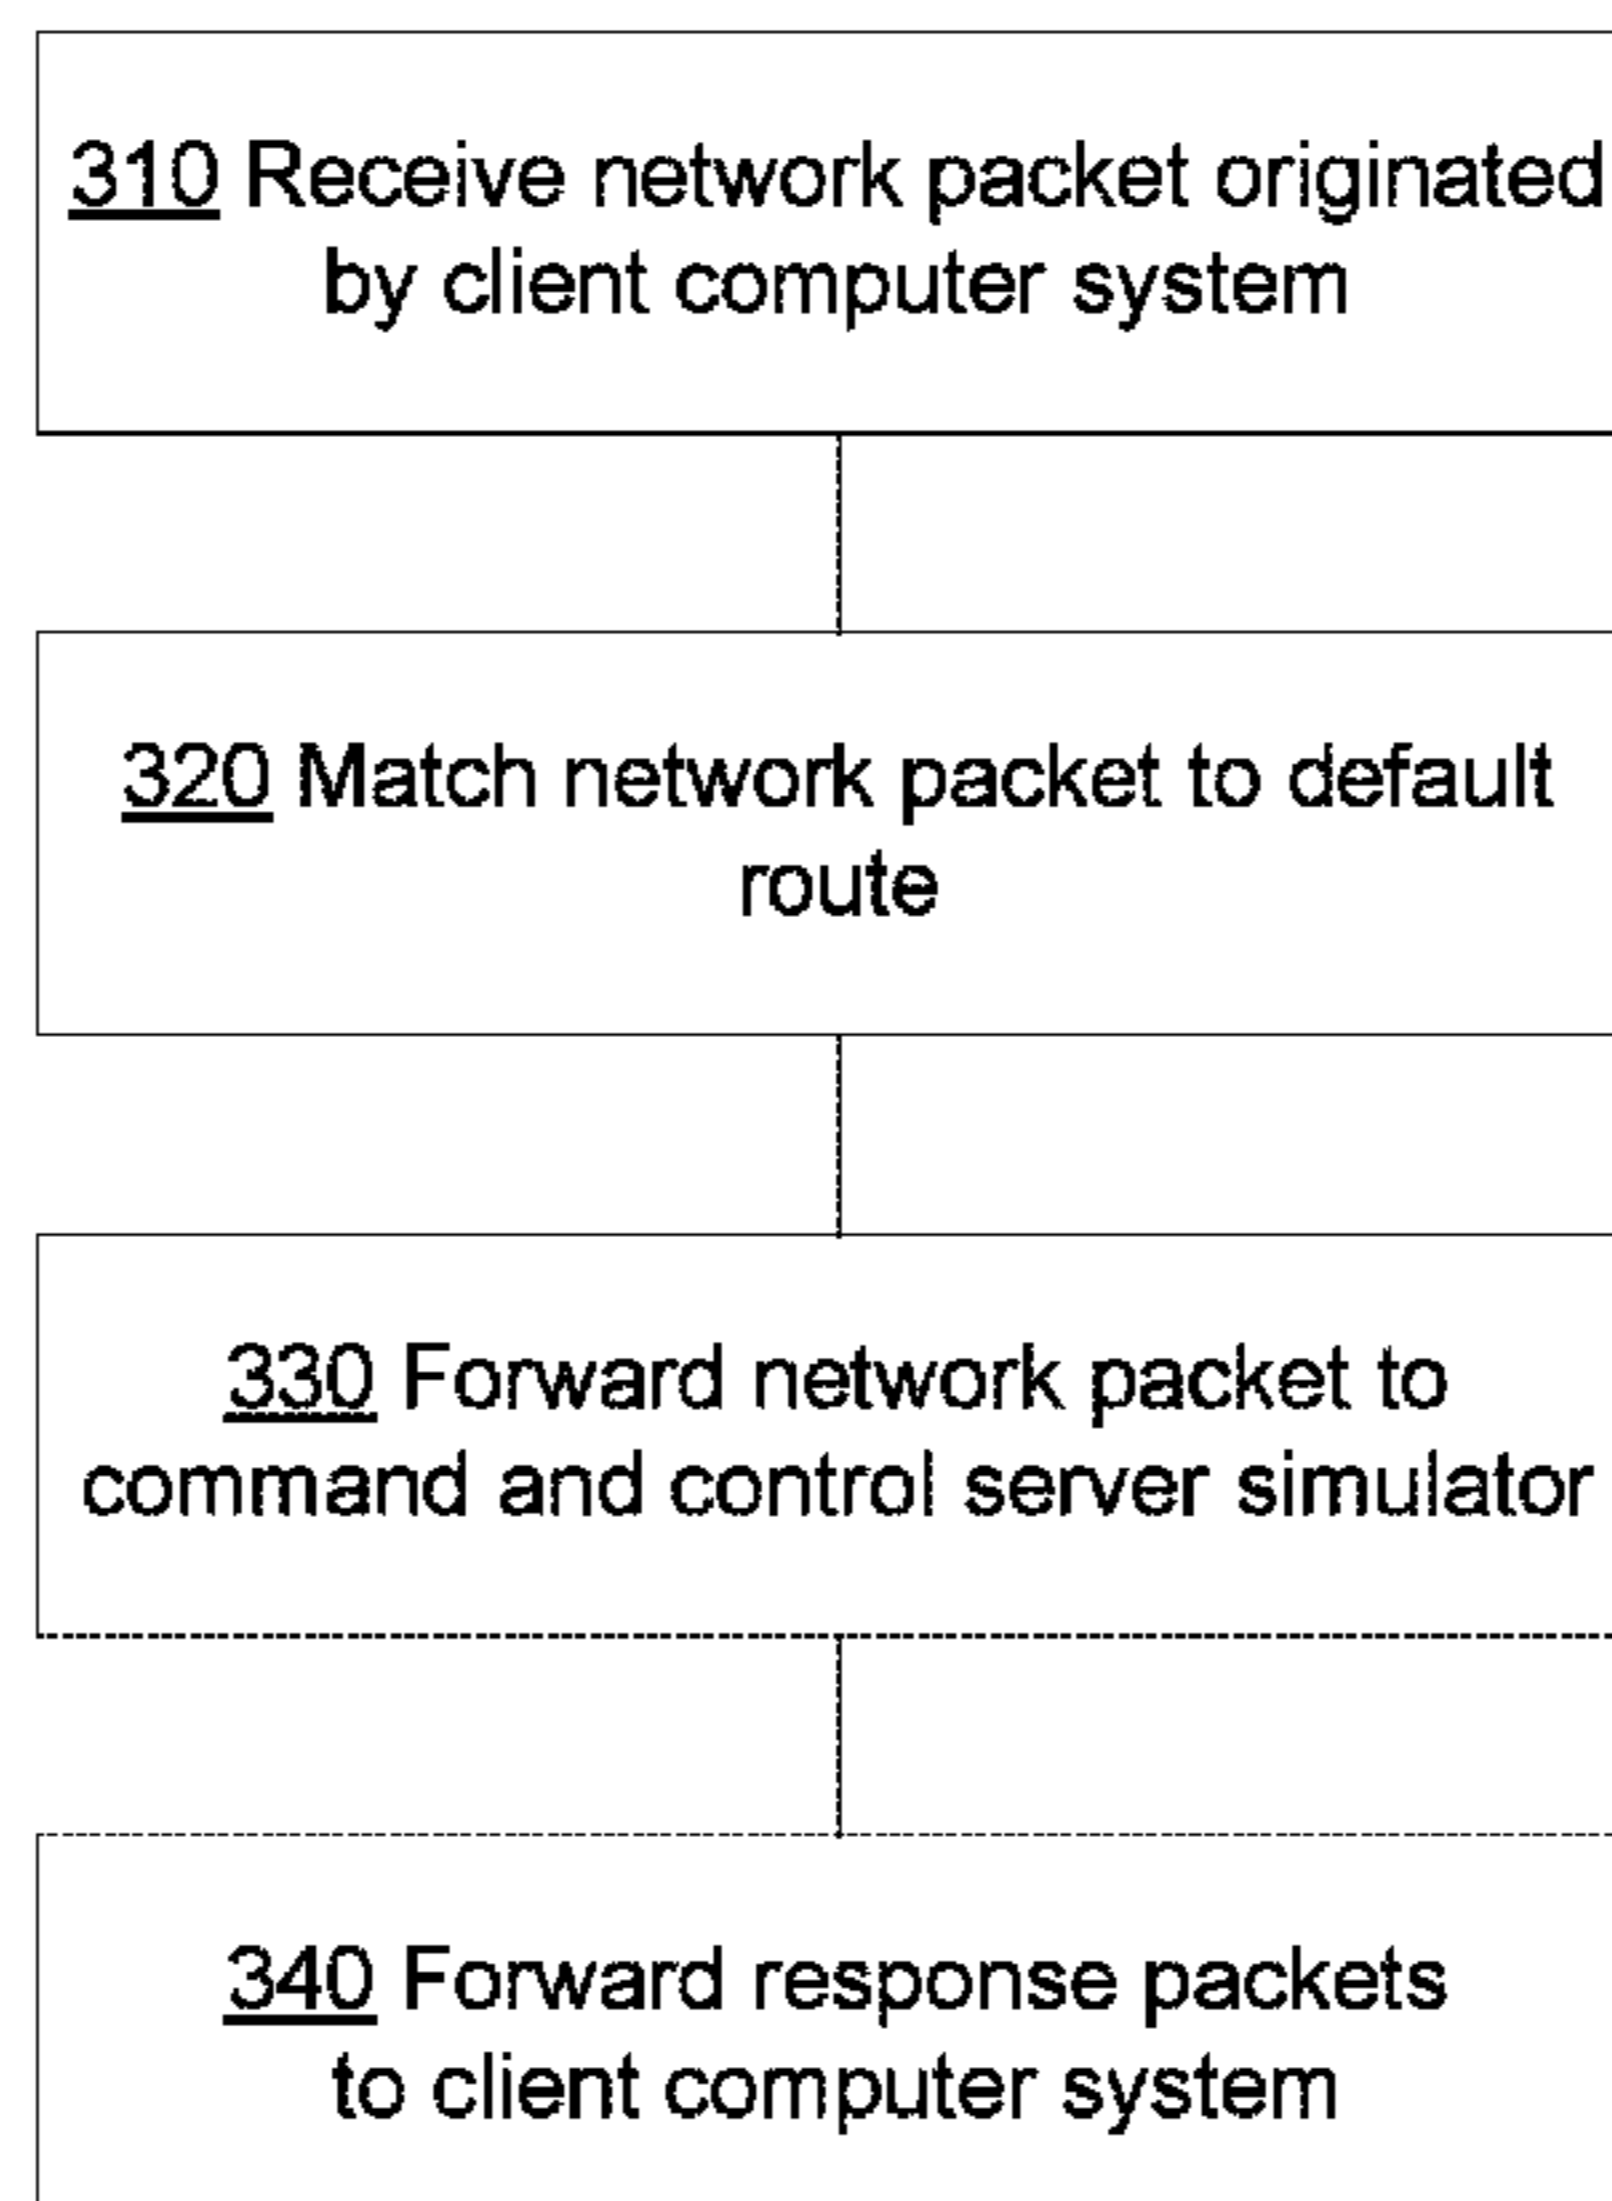 310 Receive network packet originated
by client computer system
320 Match network packet to default
route
330 Forward network packet to
command and control server simulator
340 Forward response packets
to client computer system